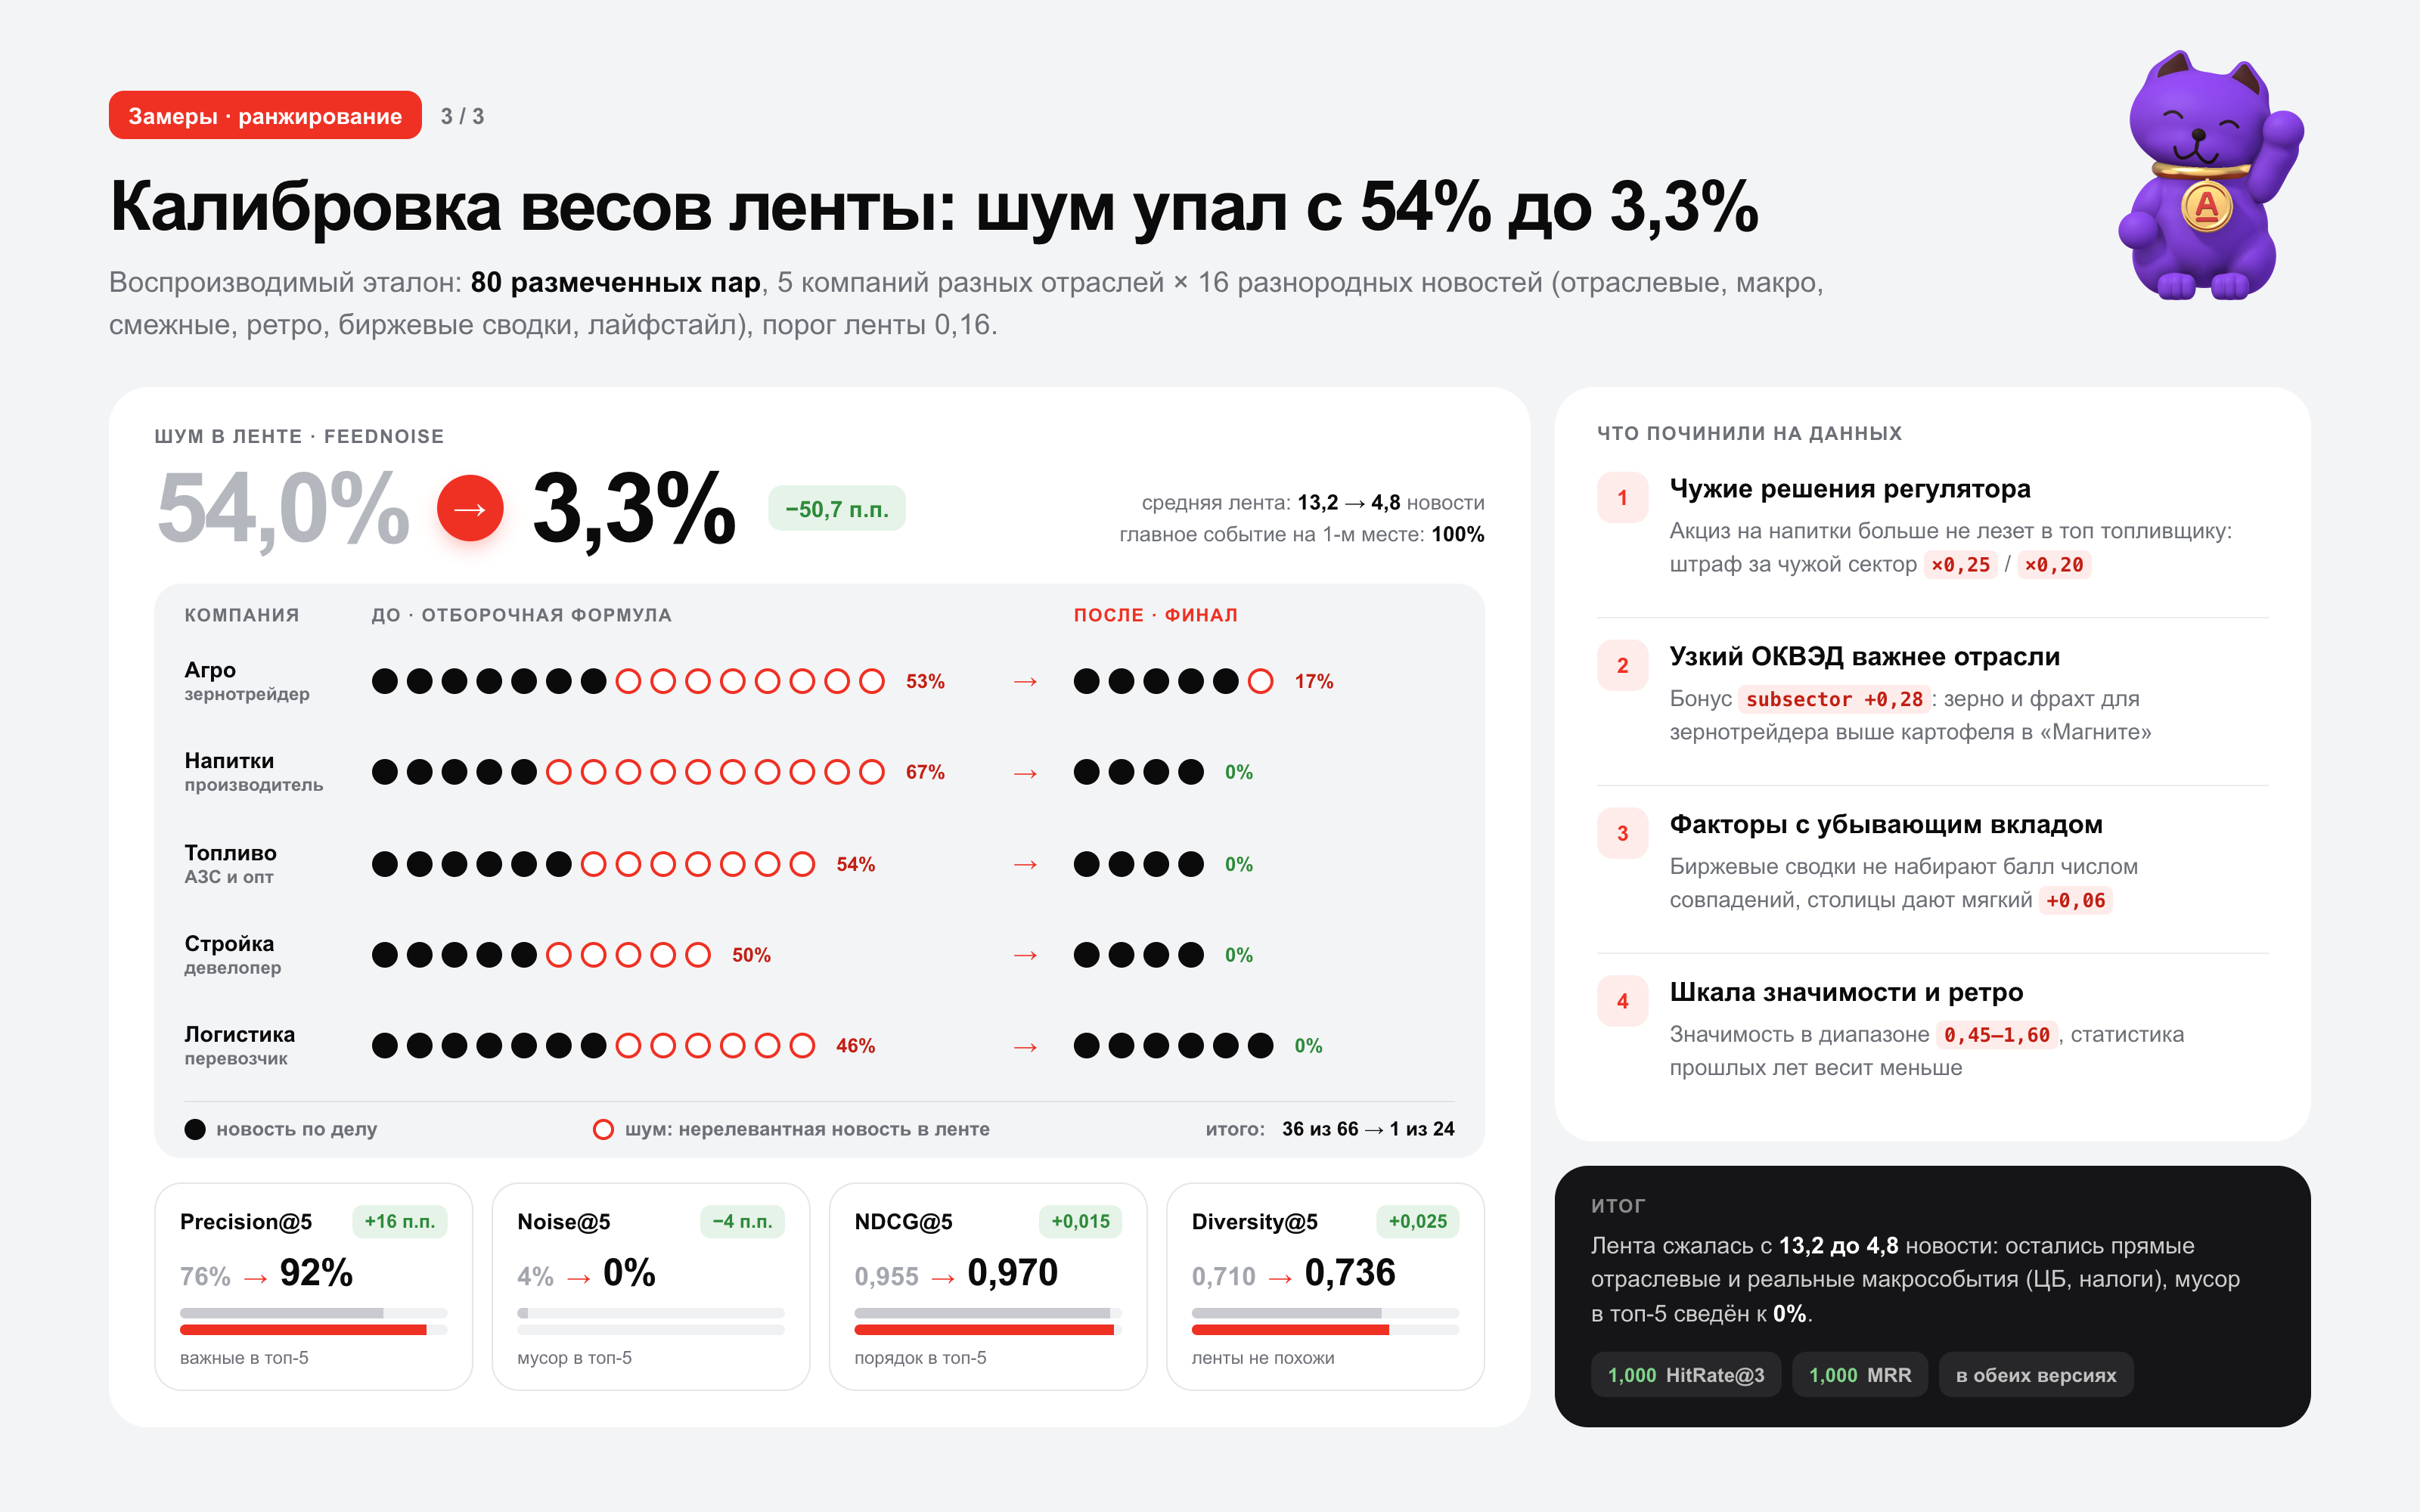 Замеры · ранжирование
3 / 3
Калибровка весов ленты: шум упал с 54% до 3,3%
Воспроизводимый эталон: 80 размеченных пар, 5 компаний разных отраслей × 16 разнородных новостей (отраслевые, макро,
смежные, ретро, биржевые сводки, лайфстайл), порог ленты 0,16.
ШУМ В ЛЕНТЕ · FEEDNOISE
54,0% → 3,3% −50,7 п.п.
средняя лента: 13,2 → 4,8 новости
главное событие на 1-м месте: 100%
КОМПАНИЯ ДО · ОТБОРОЧНАЯ ФОРМУЛА ПОСЛЕ · ФИНАЛ
Агро
зернотрейдер
53% → 17%
Напитки
производитель
67% → 0%
Топливо
АЗС и опт
54% → 0%
Стройка
девелопер
50% → 0%
Логистика
перевозчик
46% → 0%
новость по делу
шум: нерелевантная новость в ленте
итого: 36 из 66 → 1 из 24
Precision@5 +16 п.п.
76% → 92%
важные в топ-5
Noise@5 −4 п.п.
4% → 0%
мусор в топ-5
NDCG@5 +0,015
0,955 → 0,970
порядок в топ-5
Diversity@5 +0,025
0,710 → 0,736
ленты не похожи
ЧТО ПОЧИНИЛИ НА ДАННЫХ
1 Чужие решения регулятора
Акциз на напитки больше не лезет в топ топливщику:
штраф за чужой сектор ×0,25 / ×0,20
2 Узкий ОКВЭД важнее отрасли
Бонус subsector +0,28: зерно и фрахт для
зернотрейдера выше картофеля в «Магните»
3 Факторы с убывающим вкладом
Биржевые сводки не набирают балл числом
совпадений, столицы дают мягкий +0,06
4 Шкала значимости и ретро
Значимость в диапазоне 0,45–1,60, статистика
прошлых лет весит меньше
ИТОГ
Лента сжалась с 13,2 до 4,8 новости: остались прямые
отраслевые и реальные макрособытия (ЦБ, налоги), мусор
в топ-5 сведён к 0%.
1,000 HitRate@3
1,000 MRR
в обеих версиях
А